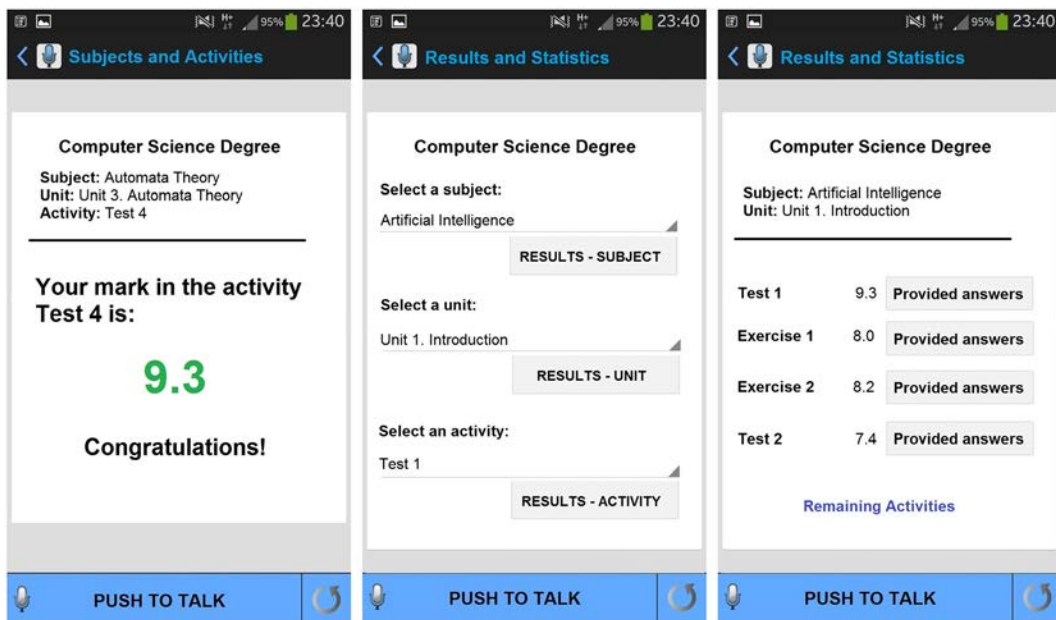 95% 23:40
Subjects and Activities
Computer Science Degree
Subject: Automata Theory
Unit: Unit 3. Automata Theory
Activity: Test 4
Your mark in the activity
Test 4 is:
9.3
Congratulations!
PUSH TO TALK
95% 23:40
Results and Statistics
Computer Science Degree
Select a subject:
Artificial Intelligence
RESULTS - SUBJECT
Select a unit:
Unit 1. Introduction
RESULTS - UNIT
Select an activity:
Test 1
RESULTS - ACTIVITY
PUSH TO TALK
95% 23:40
Results and Statistics
Computer Science Degree
Subject: Artificial Intelligence
Unit: Unit 1. Introduction
Test 1 9.3 Provided answers
Exercise 1 8.0 Provided answers
Exercise 2 8.2 Provided answers
Test 2 7.4 Provided answers
Remaining Activities
PUSH TO TALK